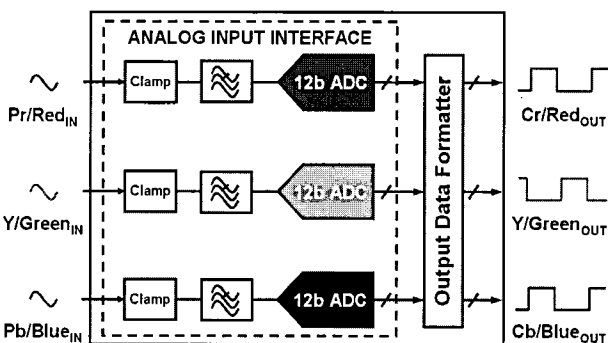 ANALOG INPUT INTERFACE
Clamp
12b ADC
Pr/Red_IN
Cr/Red_OUT
Clamp
12b ADC
Output Data Formatter
Y/Green_IN
Y/Green_OUT
Clamp
12b ADC
Pb/Blue_IN
Cb/Blue_OUT